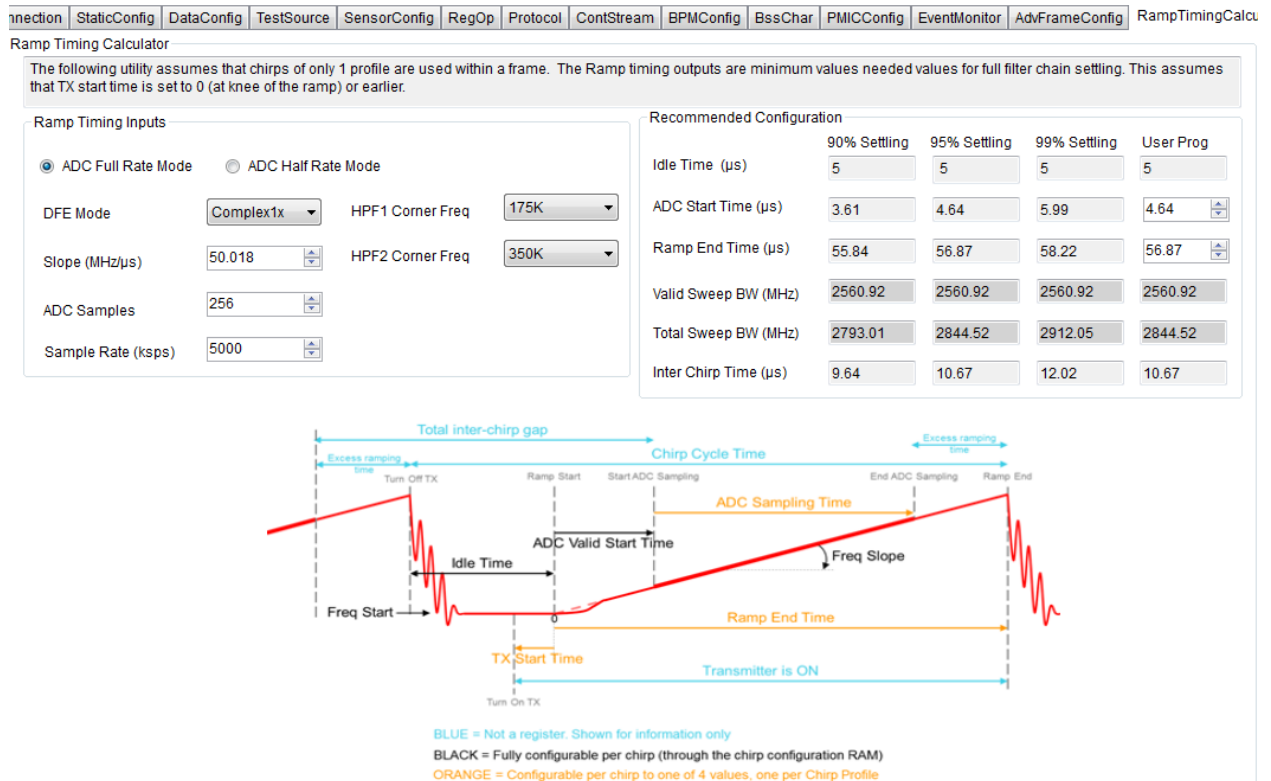 nnection StaticConfig DataConfig TestSource SensorConfig RegOp Protocol ContStream BPMConfig BssChar PMICConfig EventMonitor AdvFrameConfig RampTimingCalcu
Ramp Timing Calculator
The following utility assumes that chirps of only 1 profile are used within a frame. The Ramp timing outputs are minimum values needed values for full filter chain settling. This assumes
that TX start time is set to 0 (at knee of the ramp) or earlier.
Ramp Timing Inputs
ADC Full Rate Mode ADC Half Rate Mode
DFE Mode Complex1x HPF1 Corner Freq 175K
Slope (MHz/µs) 50.018 HPF2 Corner Freq 350K
ADC Samples 256
Sample Rate (ksps) 5000
Recommended Configuration
90% Settling 95% Settling 99% Settling User Prog
Idle Time (µs) 5 5 5 5
ADC Start Time (µs) 3.61 4.64 5.99 4.64
Ramp End Time (µs) 55.84 56.87 58.22 56.87
Valid Sweep BW (MHz) 2560.92 2560.92 2560.92 2560.92
Total Sweep BW (MHz) 2793.01 2844.52 2912.05 2844.52
Inter Chirp Time (µs) 9.64 10.67 12.02 10.67
Total inter-chirp gap
Excess ramping
time
Chirp Cycle Time
Excess ramping
time
Turn Off TX Ramp Start Start ADC Sampling End ADC Sampling Ramp End
ADC Sampling Time
ADC Valid Start Time
Idle Time
Freq Slope
Freq Start
0
Ramp End Time
TX Start Time
Transmitter is ON
Turn On TX
BLUE = Not a register. Shown for information only
BLACK = Fully configurable per chirp (through the chirp configuration RAM)
ORANGE = Configurable per chirp to one of 4 values, one per Chirp Profile